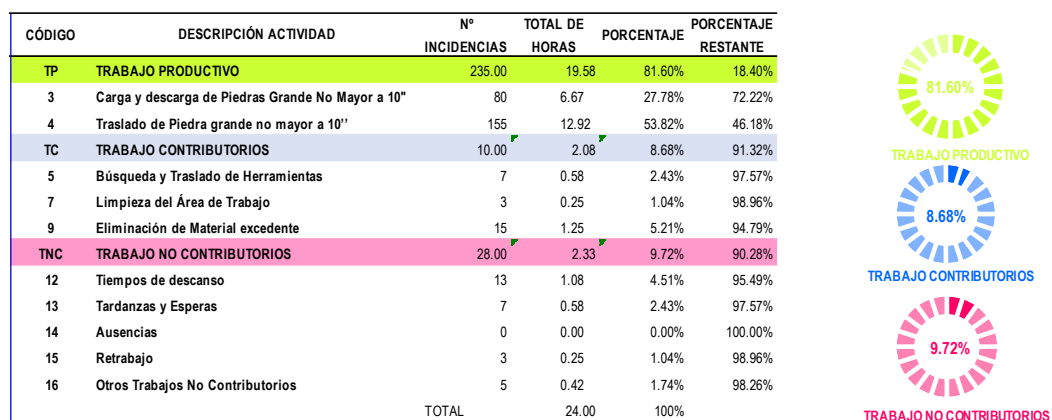 CÓDIGO DESCRIPCIÓN ACTIVIDAD Nº INCIDENCIAS TOTAL DE HORAS PORCENTAJE PORCENTAJE RESTANTE
TP TRABAJO PRODUCTIVO 235.00 19.58 81.60% 18.40%
3 Carga y descarga de Piedras Grande No Mayor a 10" 80 6.67 27.78% 72.22%
4 Traslado de Piedra grande no mayor a 10’’ 155 12.92 53.82% 46.18%
TC TRABAJO CONTRIBUTORIOS 10.00 2.08 8.68% 91.32%
5 Búsqueda y Traslado de Herramientas 7 0.58 2.43% 97.57%
7 Limpieza del Área de Trabajo 3 0.25 1.04% 98.96%
9 Eliminación de Material excedente 15 1.25 5.21% 94.79%
TNC TRABAJO NO CONTRIBUTORIOS 28.00 2.33 9.72% 90.28%
12 Tiempos de descanso 13 1.08 4.51% 95.49%
13 Tardanzas y Esperas 7 0.58 2.43% 97.57%
14 Ausencias 0 0.00 0.00% 100.00%
15 Retrabajo 3 0.25 1.04% 98.96%
16 Otros Trabajos No Contributorios 5 0.42 1.74% 98.26%
TOTAL 24.00 100%
81.60%
TRABAJO PRODUCTIVO
8.68%
TRABAJO CONTRIBUTORIOS
9.72%
TRABAJO NO CONTRIBUTORIOS